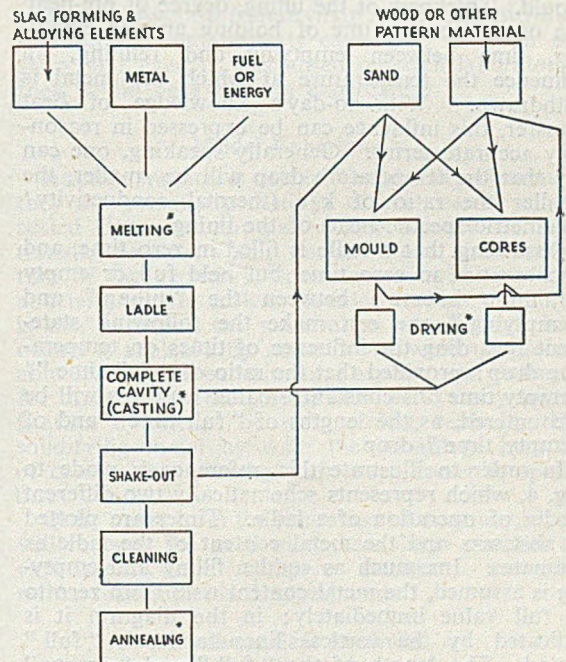 SLAG FORMING &
ALLOYING ELEMENTS
WOOD OR OTHER
PATTERN MATERIAL
METAL
FUEL
OR
ENERGY
SAND
MELTING*
MOULD
CORES
LADLE*
DRYING*
COMPLETE
CAVITY*
(CASTING)
SHAKE-OUT
CLEANING
ANNEALING*